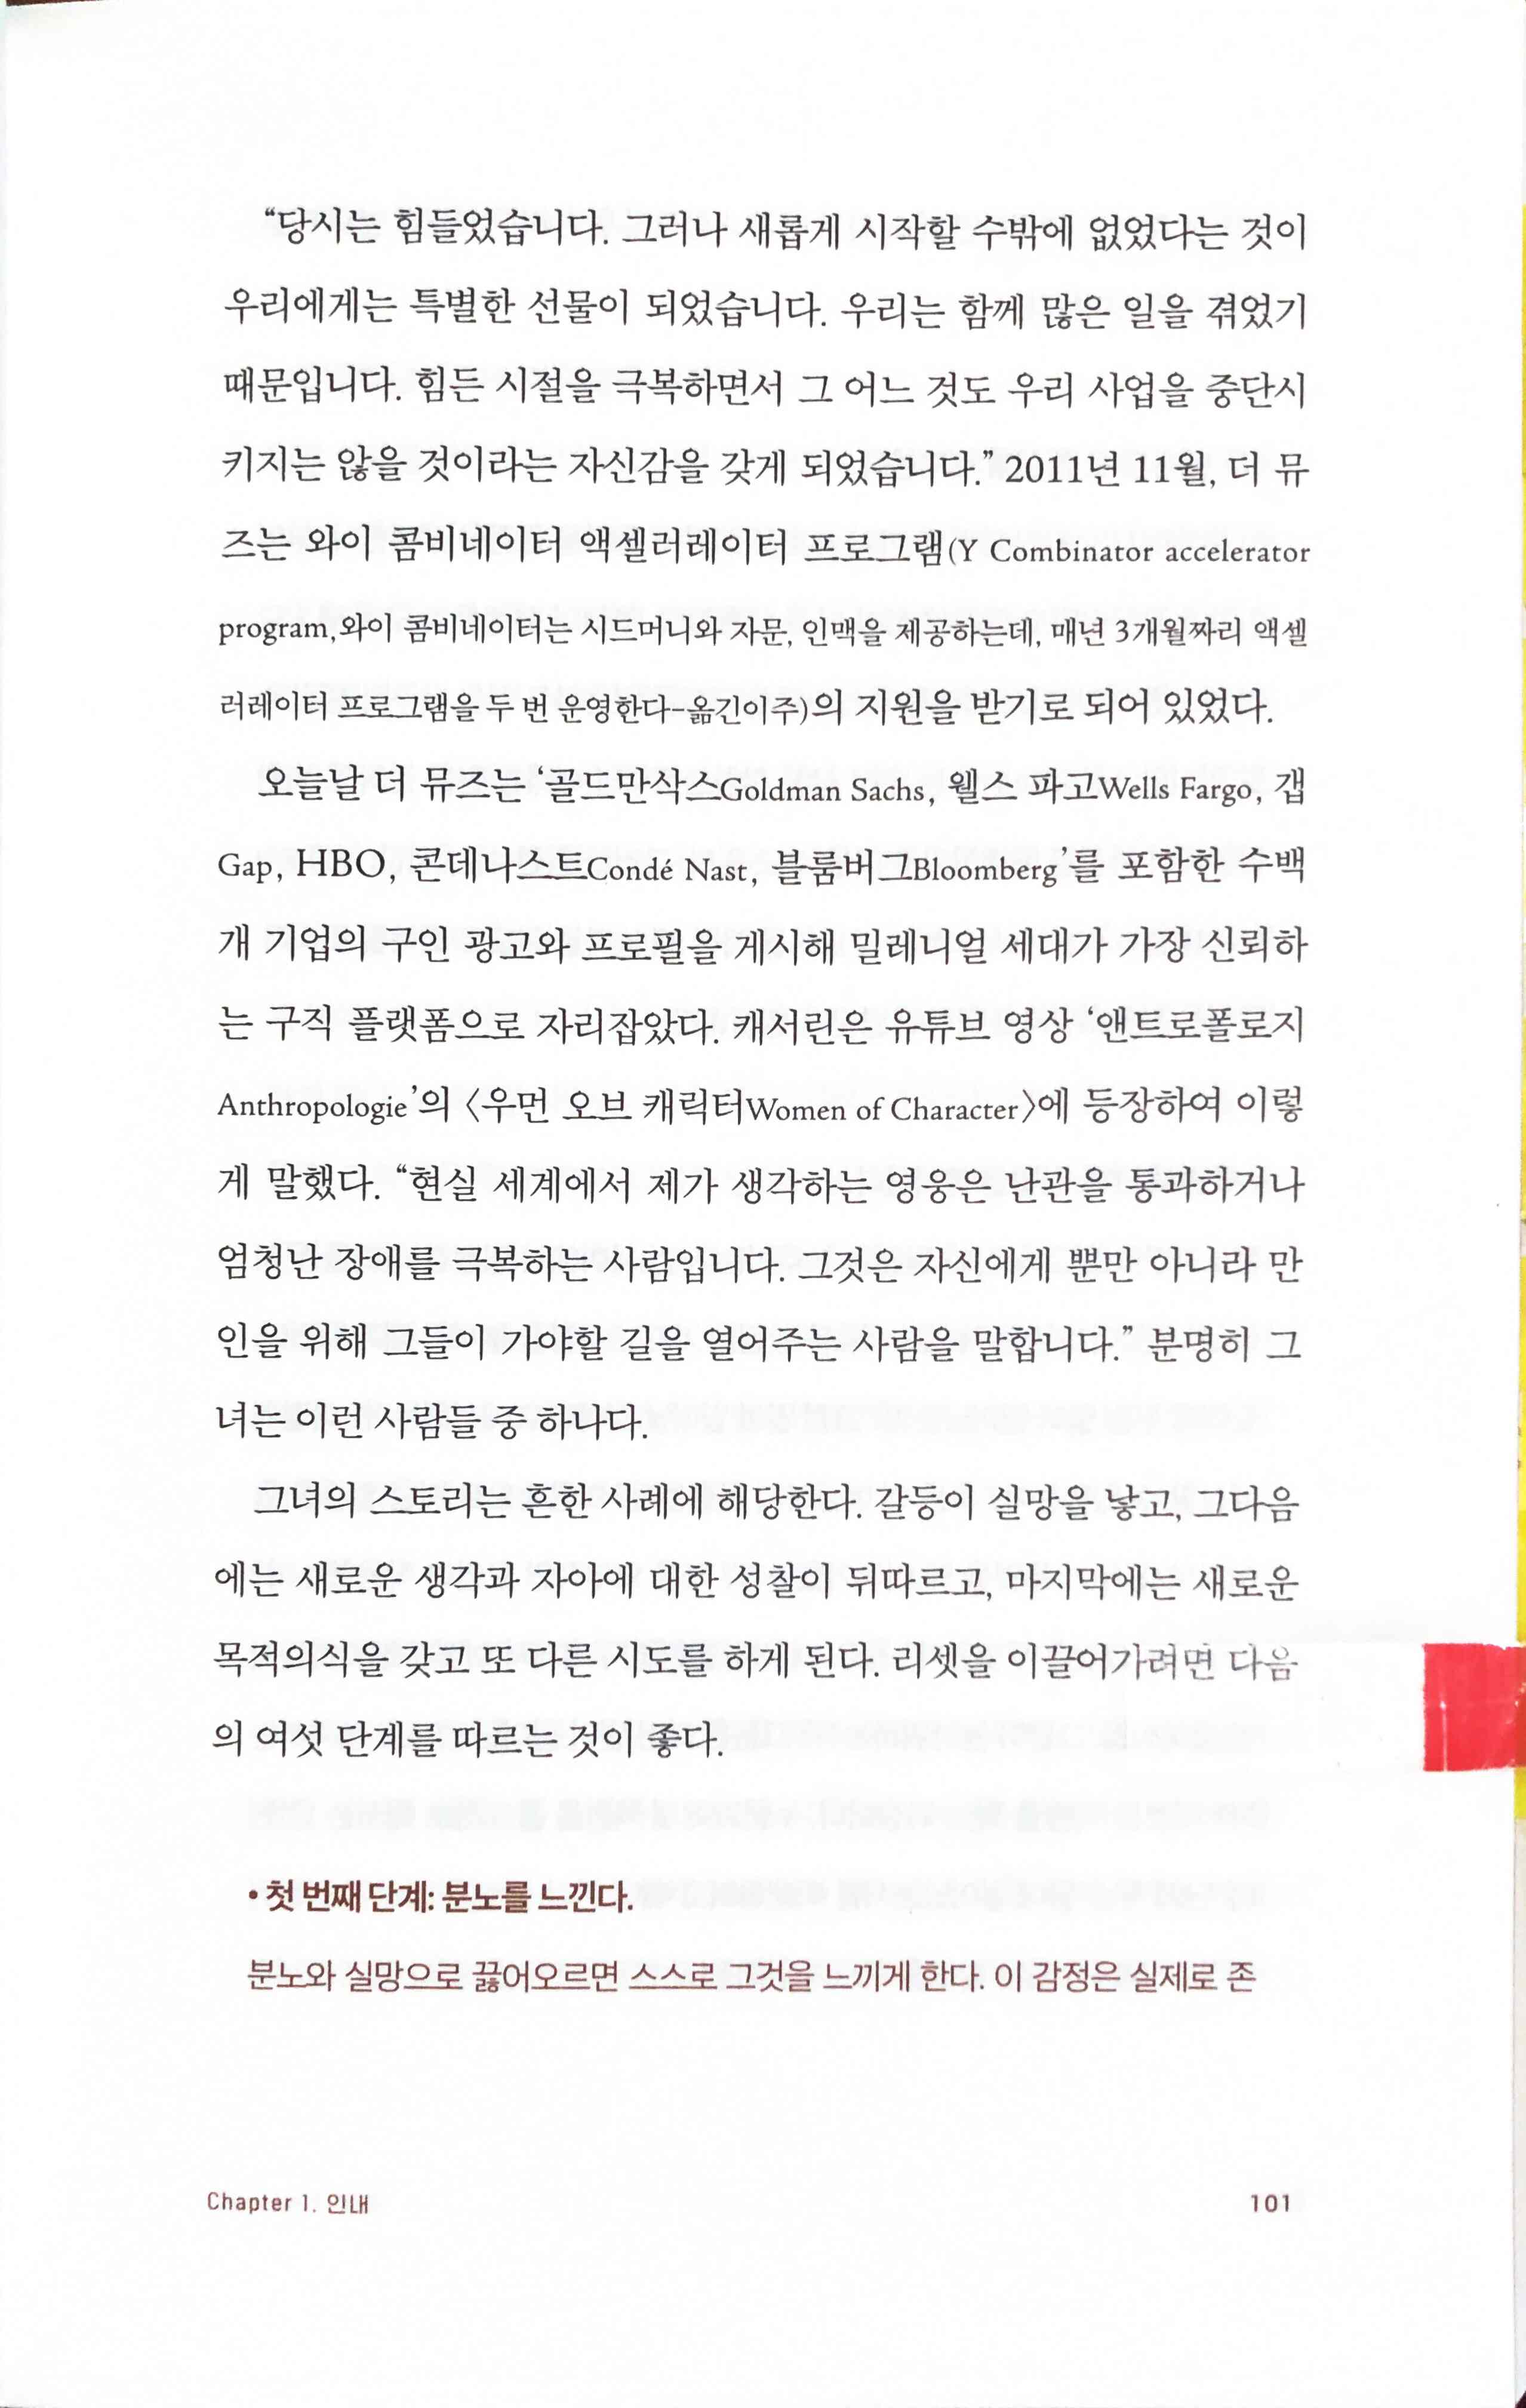 “당시는 힘들었습니다. 그러나 새롭게 시작할 수밖에 없었다는 것이
우리에게는 특별한 선물이 되었습니다. 우리는 함께 많은 일을 겪었기
때문입니다. 힘든 시절을 극복하면서 그 어느 것도 우리 사업을 중단시
키지는 않을 것이라는 자신감을 갖게 되었습니다.” 2011년 11월, 더 뮤
즈는 와이 콤비네이터 액셀러레이터 프로그램(Y Combinator accelerator
program,와이 콤비네이터는 시드머니와 자문, 인맥을 제공하는데, 매년 3개월짜리 액셀
러레이터 프로그램을 두 번 운영한다-옮긴이주)의 지원을 받기로 되어 있었다.
오늘날 더 뮤즈는 ‘골드만삭스Goldman Sachs, 웰스 파고Wells Fargo, 갭
Gap, HBO, 콘데나스트Condé Nast, 블룸버그Bloomberg’를 포함한 수백
개 기업의 구인 광고와 프로필을 게시해 밀레니얼 세대가 가장 신뢰하
는 구직 플랫폼으로 자리잡았다. 캐서린은 유튜브 영상 ‘앤트로폴로지
Anthropologie’의 〈우먼 오브 캐릭터Women of Character〉에 등장하여 이렇
게 말했다. “현실 세계에서 제가 생각하는 영웅은 난관을 통과하거나
엄청난 장애를 극복하는 사람입니다. 그것은 자신에게 뿐만 아니라 만
인을 위해 그들이 가야할 길을 열어주는 사람을 말합니다.” 분명히 그
녀는 이런 사람들 중 하나다.
그녀의 스토리는 흔한 사례에 해당한다. 갈등이 실망을 낳고, 그다음
에는 새로운 생각과 자아에 대한 성찰이 뒤따르고, 마지막에는 새로운
목적의식을 갖고 또 다른 시도를 하게 된다. 리셋을 이끌어가려면 다음
의 여섯 단계를 따르는 것이 좋다.
• 첫 번째 단계: 분노를 느낀다.
분노와 실망으로 끓어오르면 스스로 그것을 느끼게 한다. 이 감정은 실제로 존
Chapter 1. 인내
101